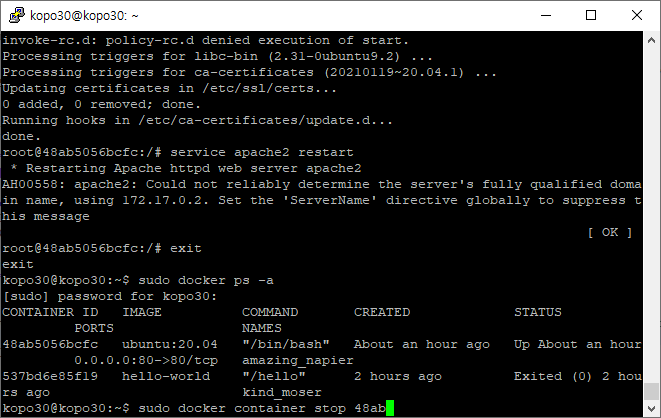 kopo30@kopo30: ~
invoke-rc.d: policy-rc.d denied execution of start.
Processing triggers for libc-bin (2.31-0ubuntu9.2) ...
Processing triggers for ca-certificates (20210119~20.04.1) ...
Updating certificates in /etc/ssl/certs...
0 added, 0 removed; done.
Running hooks in /etc/ca-certificates/update.d...
done.
root@48ab5056bcfc:/# service apache2 restart
 * Restarting Apache httpd web server apache2
AH00558: apache2: Could not reliably determine the server's fully qualified doma
in name, using 172.17.0.2. Set the 'ServerName' directive globally to suppress t
his message
                                                                         [ OK ]
root@48ab5056bcfc:/# exit
exit
kopo30@kopo30:~$ sudo docker ps -a
[sudo] password for kopo30:
CONTAINER ID   IMAGE          COMMAND       CREATED             STATUS
         PORTS                NAMES
48ab5056bcfc   ubuntu:20.04   "/bin/bash"   About an hour ago   Up About an hour
         0.0.0.0:80->80/tcp   amazing_napier
537bd6e85f19   hello-world    "/hello"      2 hours ago         Exited (0) 2 hou
rs ago                        kind_moser
kopo30@kopo30:~$ sudo docker container stop 48ab